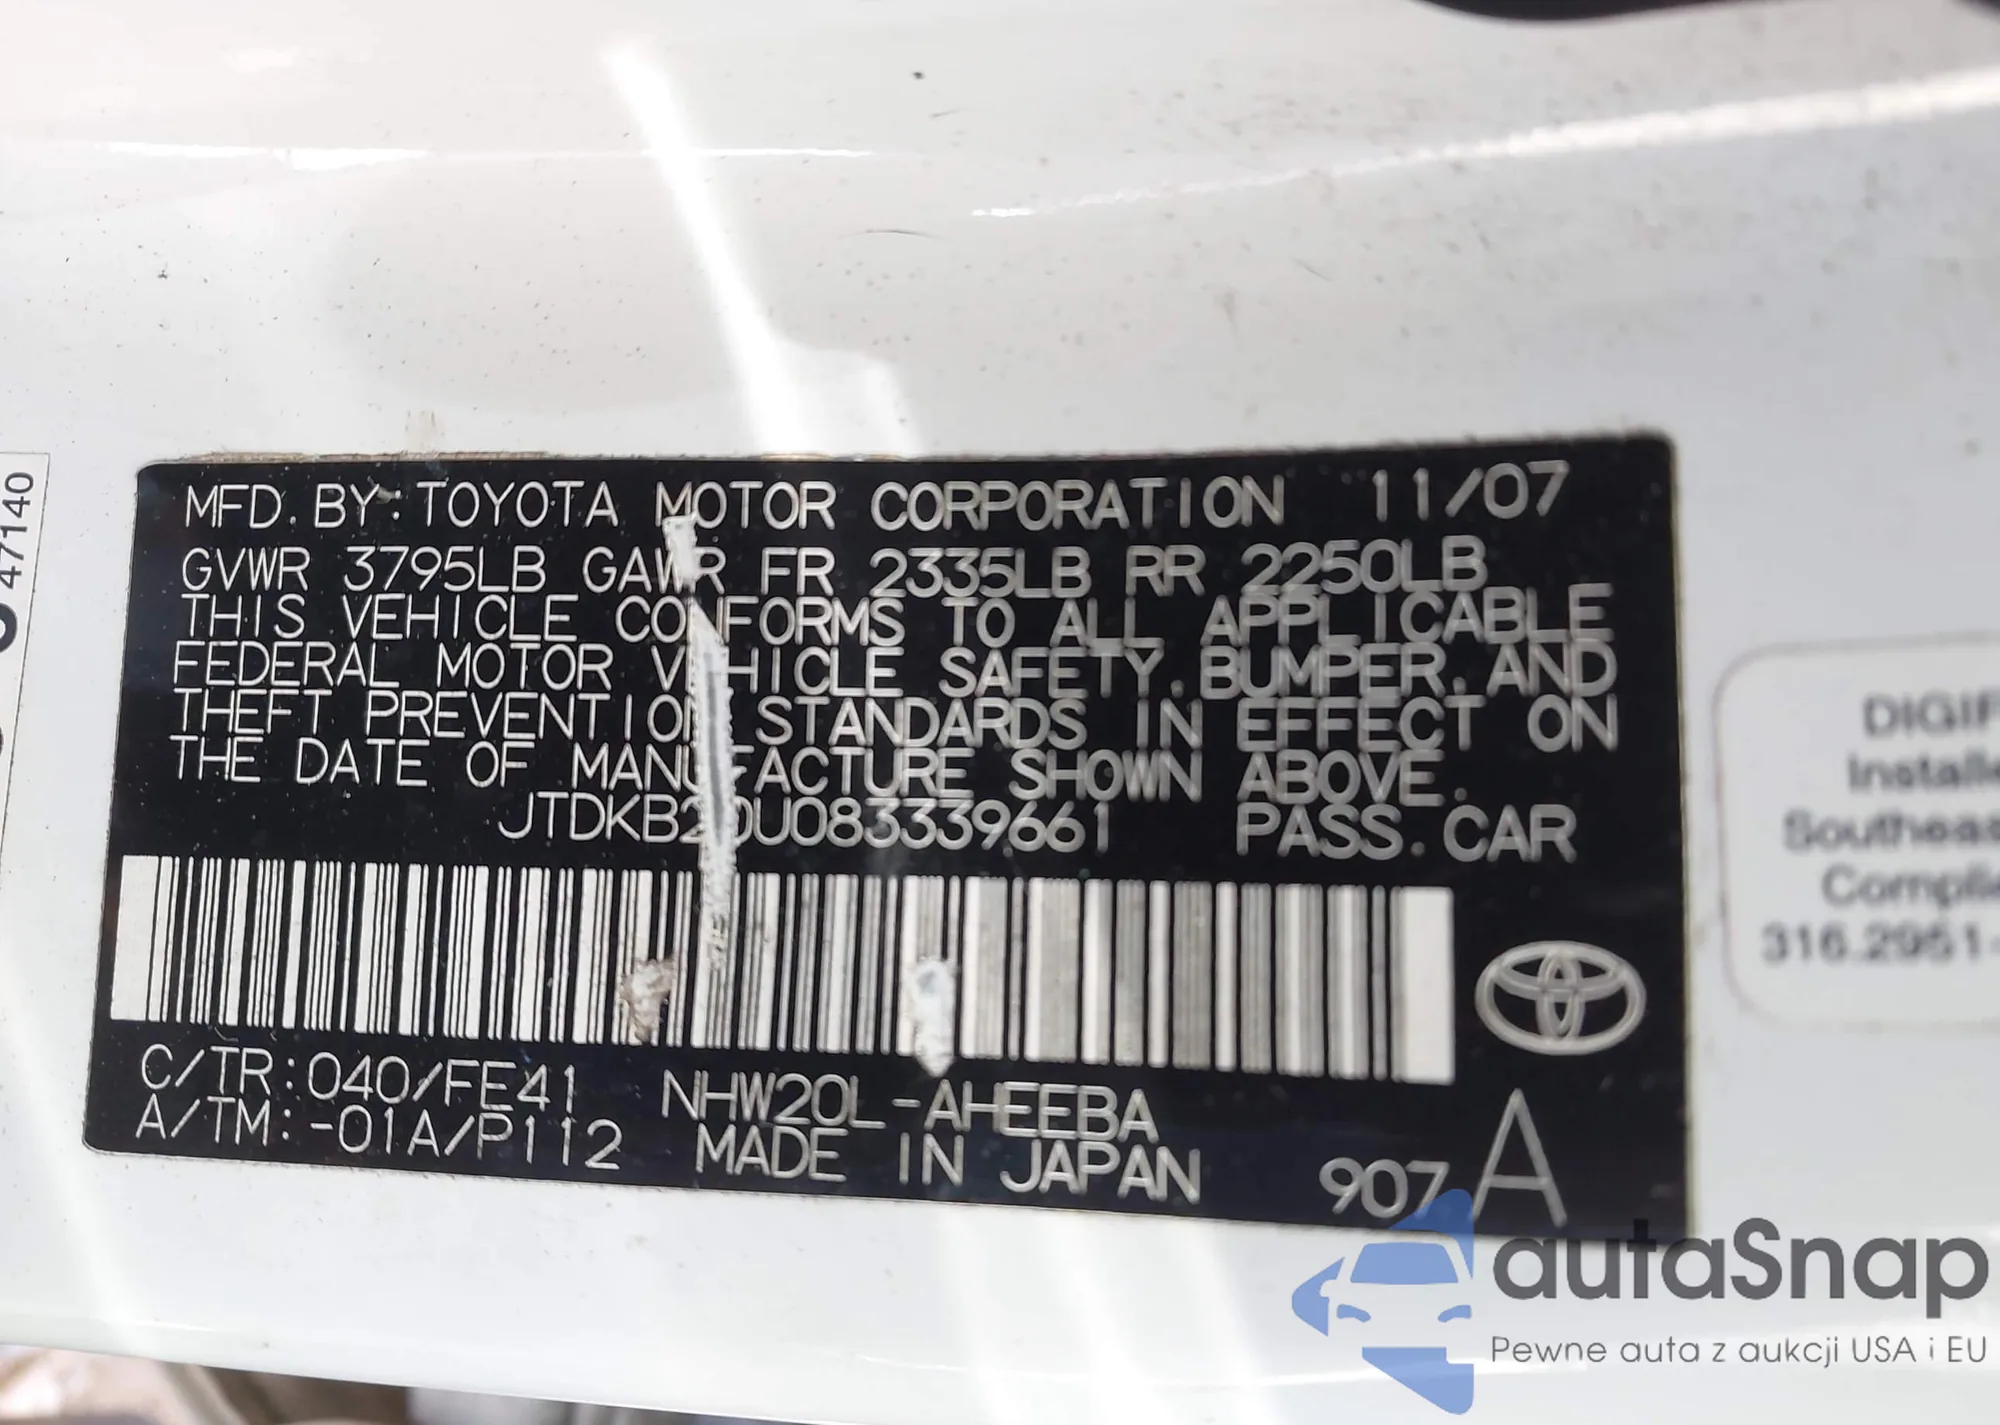 47140
MFD. BY: TOYOTA MOTOR CORPORATION 11/07
GVWR 3795LB GAWR FR 2335LB RR 2250LB
THIS VEHICLE CONFORMS TO ALL APPLICABLE
FEDERAL MOTOR VEHICLE SAFETY, BUMPER, AND
THEFT PREVENTION STANDARDS IN EFFECT ON
THE DATE OF MANUFACTURE SHOWN ABOVE.
JTDKB20U083339661 PASS. CAR
C/TR: 040/FE41 NHW20L-AHEEBA
A/TM: -01A/P112 MADE IN JAPAN 907 A
DIGIF
Installe
Southeas
Complie
316.2951-
autaSnap
Pewne auta z aukcji USA i EU